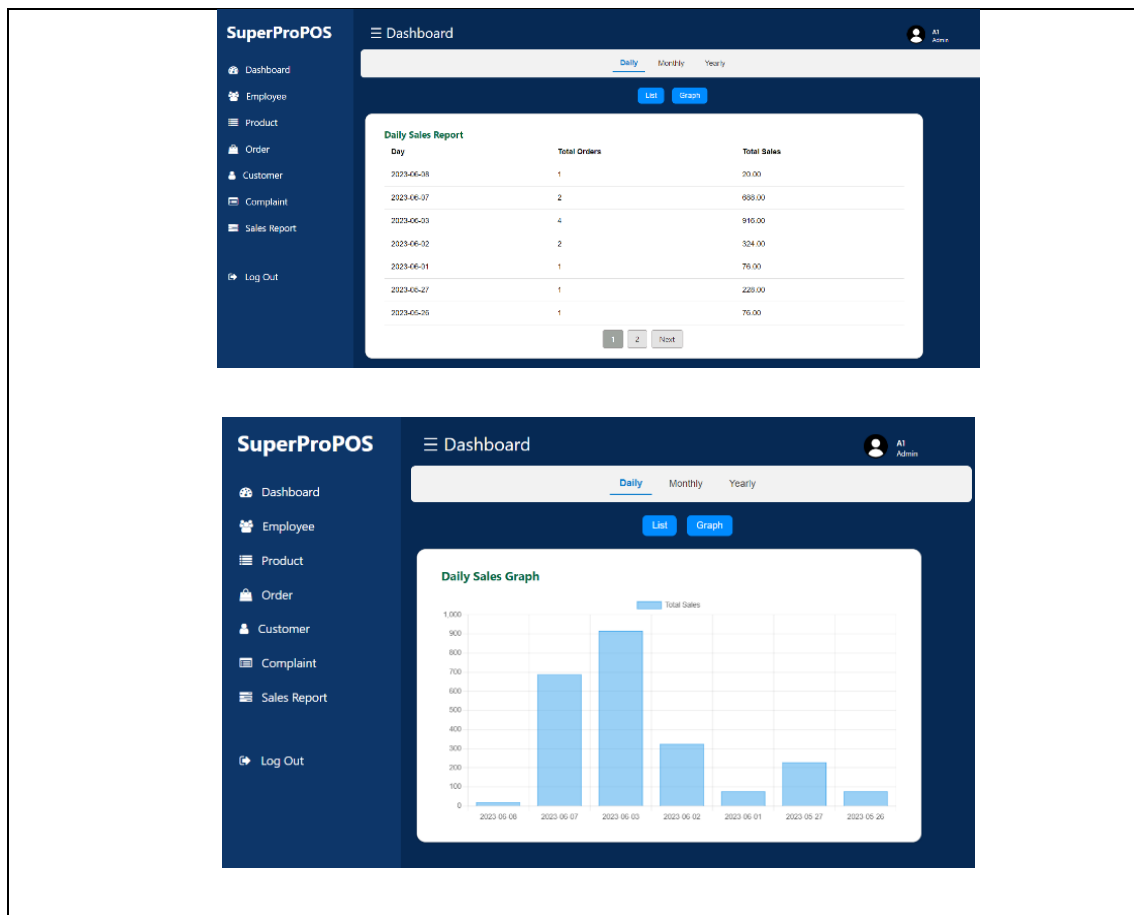 SuperProPOS
Dashboard
A1
Admin
Dashboard
Employee
Product
Order
Customer
Complaint
Sales Report
Log Out
Daily Monthly Yearly
List Graph
Daily Sales Report
Day Total Orders Total Sales
2023-06-08 1 20.00
2023-06-07 2 688.00
2023-06-03 4 916.00
2023-06-02 2 324.00
2023-06-01 1 76.00
2023-05-27 1 228.00
2023-05-26 1 76.00
1 2 Next
SuperProPOS
Dashboard
A1
Admin
Dashboard
Employee
Product
Order
Customer
Complaint
Sales Report
Log Out
Daily Monthly Yearly
List Graph
Daily Sales Graph
Total Sales
1,000
900
800
700
600
500
400
300
200
100
0
2023-06-08 2023-06-07 2023-06-03 2023-06-02 2023-06-01 2023-05-27 2023-05-26